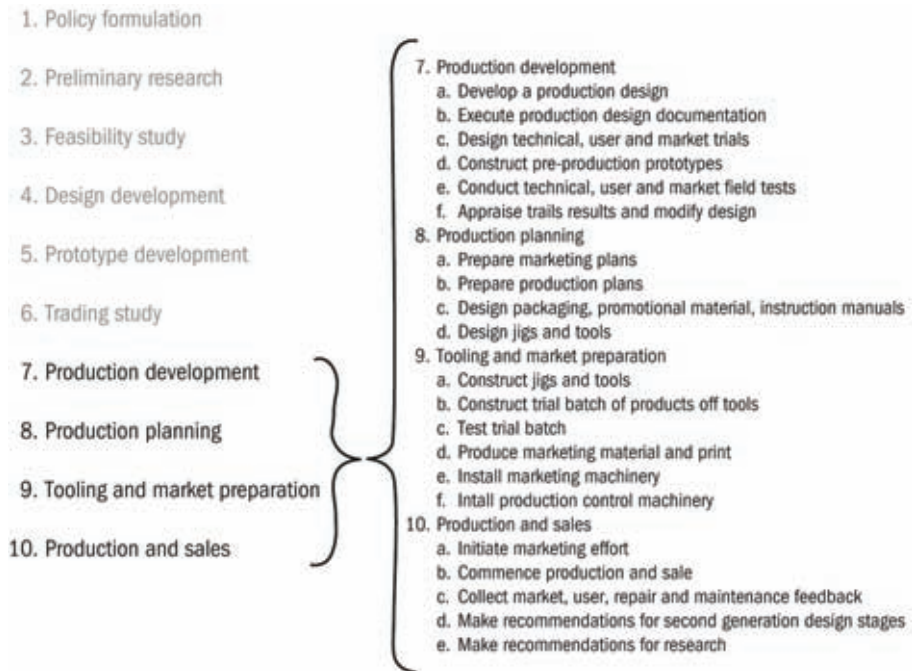 1. Policy formulation
2. Preliminary research
3. Feasibility study
4. Design development
5. Prototype development
6. Trading study
7. Production development
8. Production planning
9. Tooling and market preparation
10. Production and sales
7. Production development
a. Develop a production design
b. Execute production design documentation
c. Design technical, user and market trials
d. Construct pre-production prototypes
e. Conduct technical, user and market field tests
f. Appraise trails results and modify design
8. Production planning
a. Prepare marketing plans
b. Prepare production plans
c. Design packaging, promotional material, instruction manuals
d. Design jigs and tools
9. Tooling and market preparation
a. Construct jigs and tools
b. Construct trial batch of products off tools
c. Test trial batch
d. Produce marketing material and print
e. Install marketing machinery
f. Intall production control machinery
10. Production and sales
a. Initiate marketing effort
b. Commence production and sale
c. Collect market, user, repair and maintenance feedback
d. Make recommendations for second generation design stages
e. Make recommendations for research